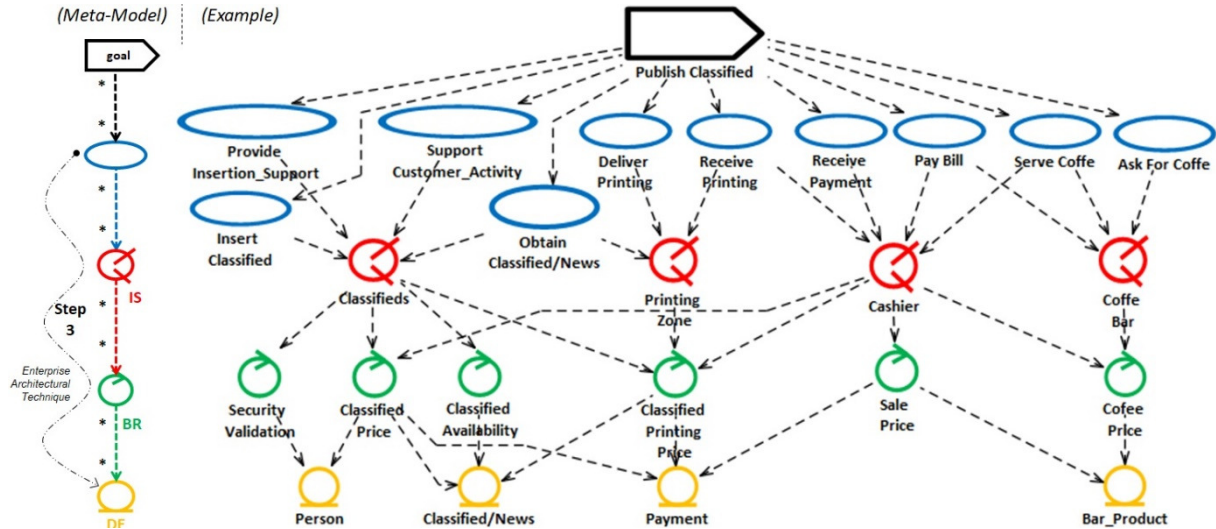 (Meta-Model) (Example)
goal
*
*
*
*
IS
Step
3
*
*
Enterprise
Architectural
Technique
BR
*
*
DE
Publish Classified
Provide
Insertion_Support
Support
Customer_Activity
Deliver
Printing
Receive
Printing
Receive
Payment
Pay Bill
Serve Coffe
Ask For Coffe
Insert
Classified
Obtain
Classified/News
Classifieds
Printing
Zone
Cashier
Coffe
Bar
Security
Validation
Classified
Price
Classified
Availability
Classified
Printing
Price
Sale
Price
Cofee
Price
Person
Classified/News
Payment
Bar_Product